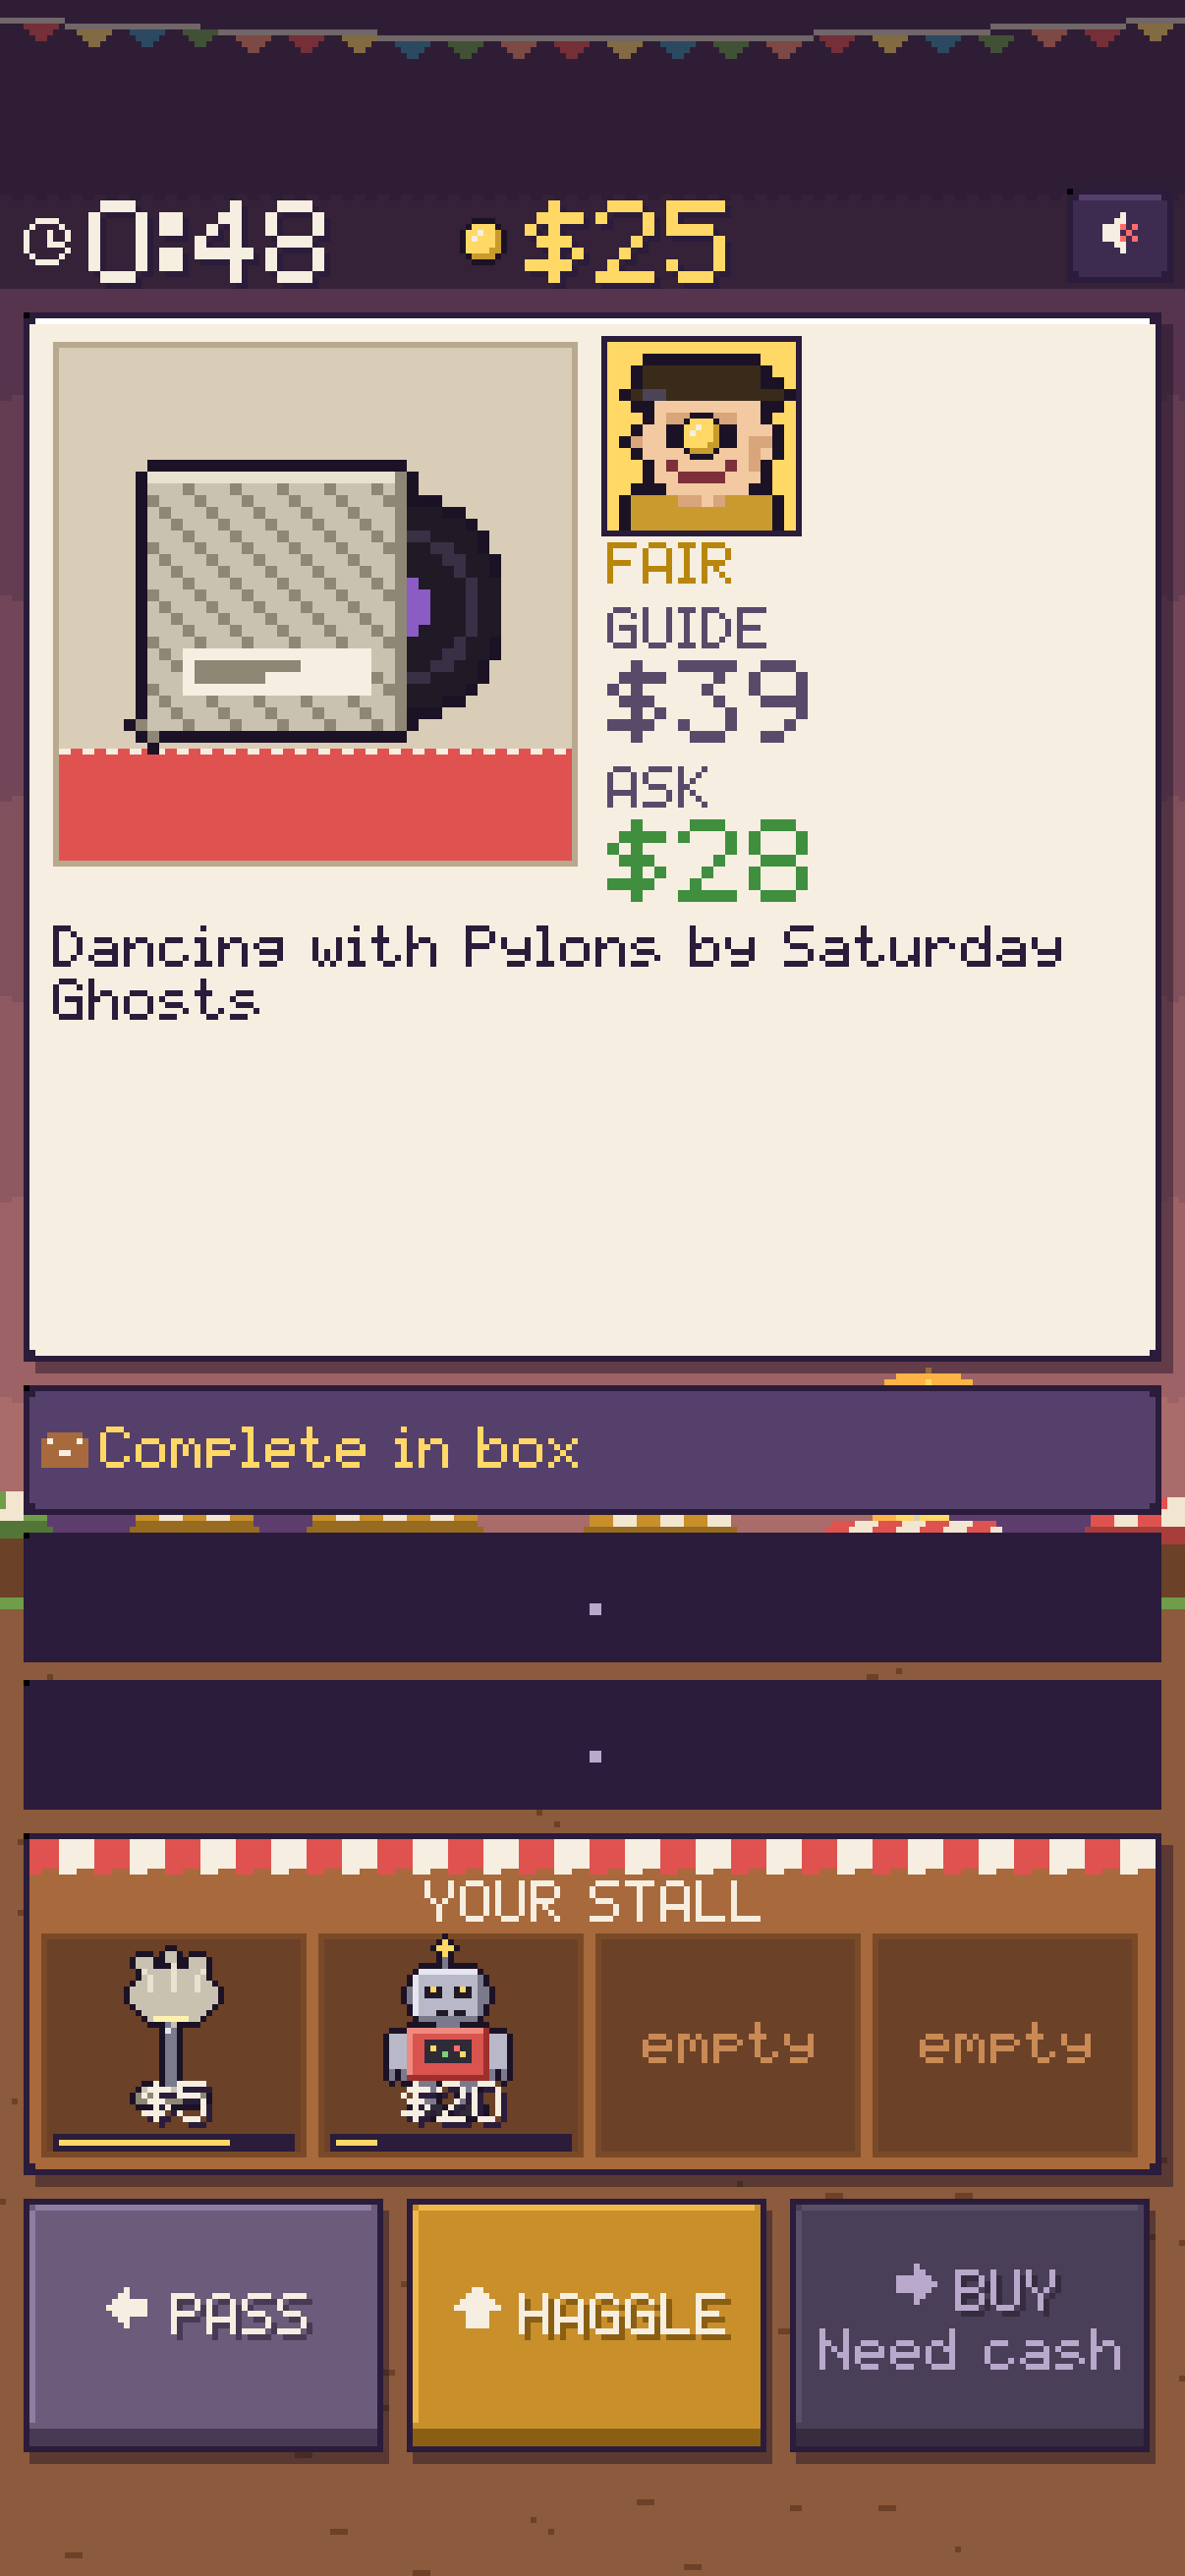 0:48
$25
FAIR
GUIDE
$39
ASK
$28
Dancing with Pylons by Saturday
Ghosts
Complete in box
YOUR STALL
$5
$20
empty
empty
PASS
HAGGLE
BUY
Need cash